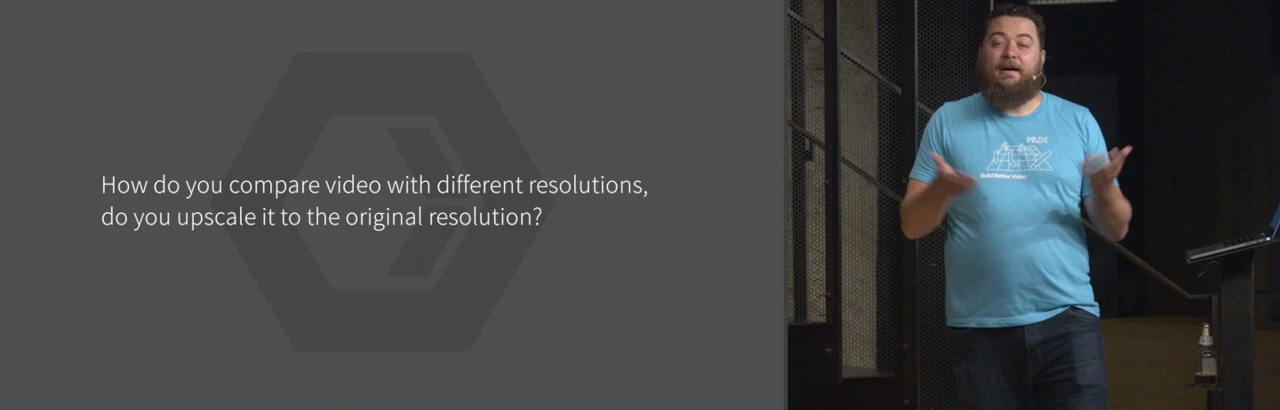 How do you compare video with different resolutions,
do you upscale it to the original resolution?
MUX
Build Better Video